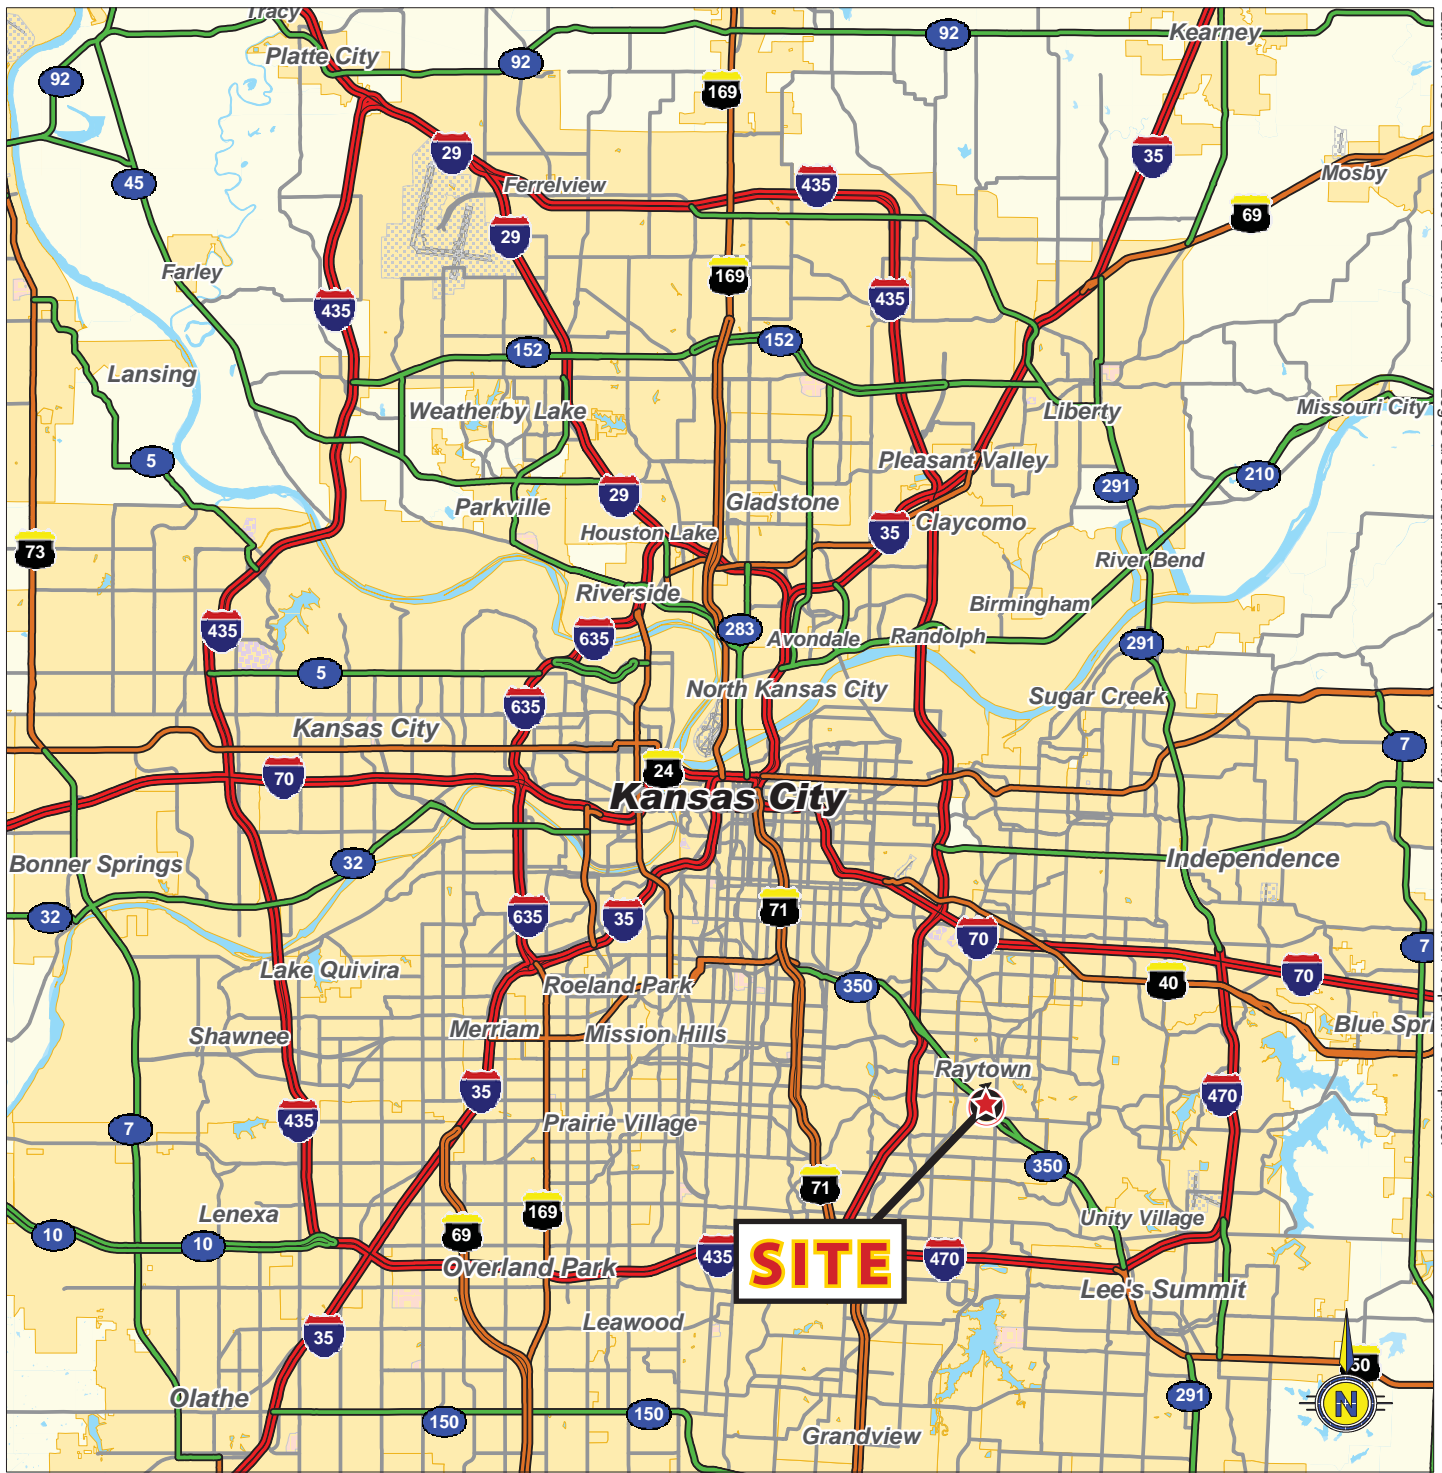 Tracy
Kearney
92
Platte City
92
92
169
29
35
Mosby
45
Ferrelview
435
69
29
Farley
169
435
435
152
152
Lansing
Weatherby Lake
Liberty
Missouri City
5
Pleasant Valley
210
291
29
Parkville
Gladstone
Claycomo
73
Houston Lake
35
River Bend
Riverside
Birmingham
435
635
283
Avondale
Randolph
291
5
North Kansas City
Sugar Creek
635
Kansas City
7
70
24
Kansas City
Bonner Springs
32
Independence
32
635
35
71
70
7
Lake Quivira
70
Roeland Park
350
40
Shawnee
Merriam
Mission Hills
Blue Spri
Raytown
35
470
435
Prairie Village
7
350
71
Lenexa
169
Unity Village
10
10
69
435
SITE
470
Overland Park
Lee's Summit
Leawood
35
50
Olathe
150
150
291
N
Grandview